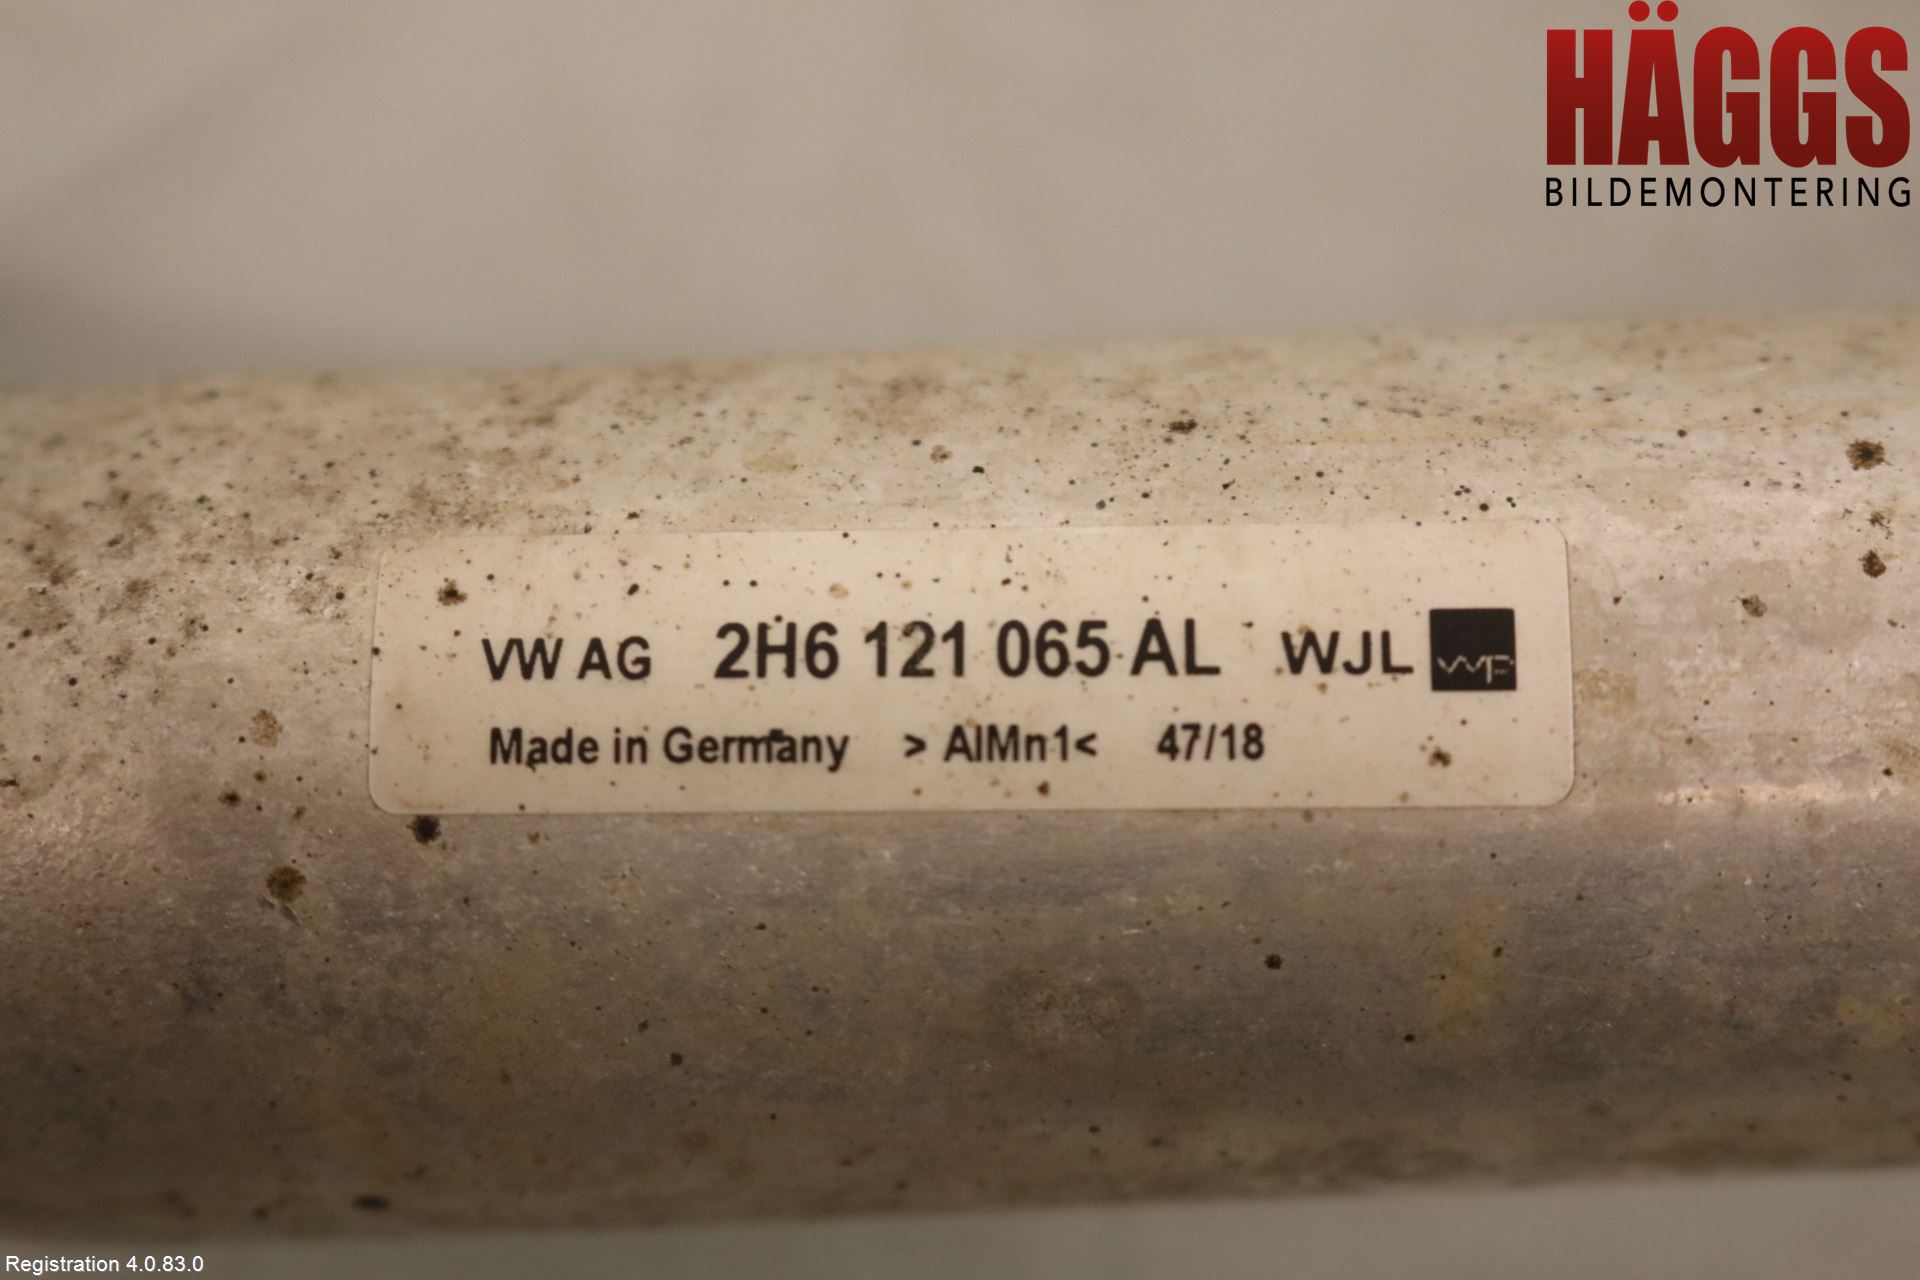 HÄGGS
BILDEMONTERING
VW AG 2H6 121 065 AL WJL wp
Made in Germany > AlMn1< 47/18
Registration 4.0.83.0